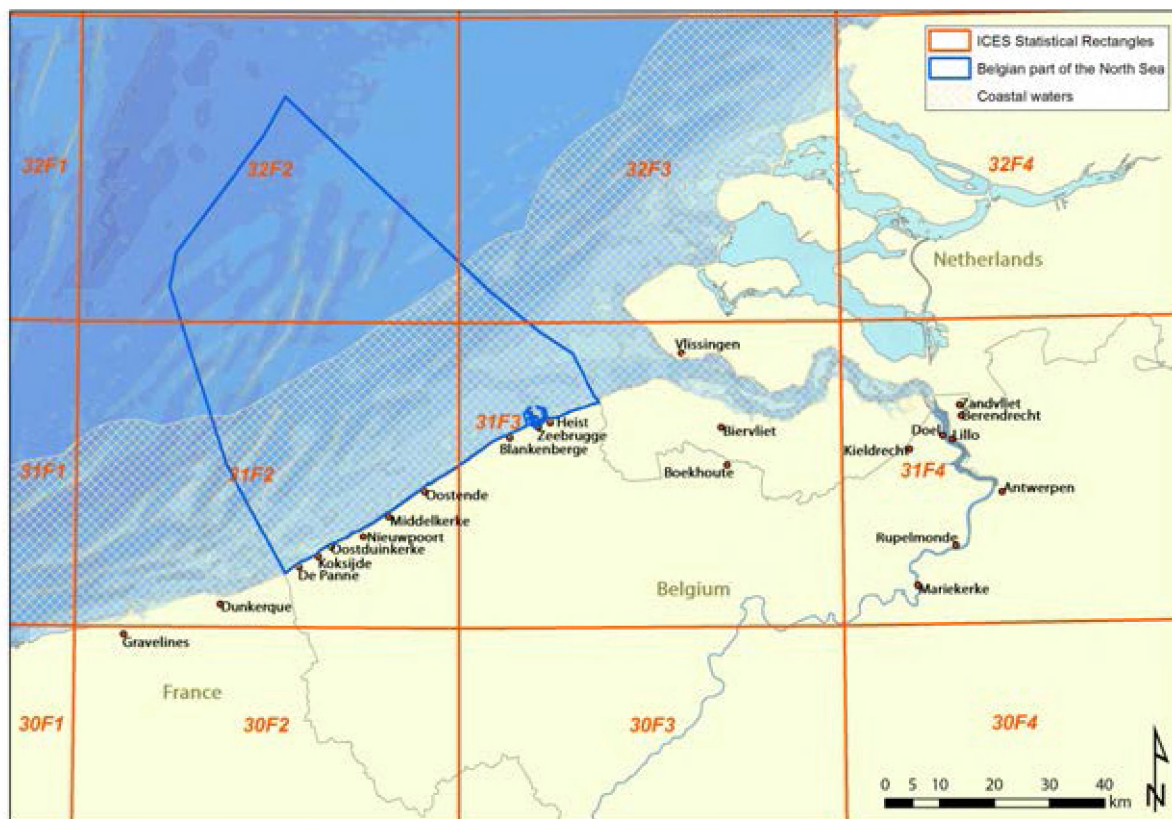 ICES Statistical Rectangles
Belgian part of the North Sea
Coastal waters
32F1
32F2
32F3
32F4
Netherlands
Vlissingen
Zandvliet
Berendrecht
31F3
Heist
Zeebrugge
Biervliet
Doel
Lillo
Blankenberge
Kieldrecht
31F1
31F2
Boekhoute
31F4
Oostende
Antwerpen
Middelkerke
Nieuwpoort
Rupelmonde
Oostduinkerke
Koksijde
De Panne
Belgium
Mariekerke
Dunkerque
Gravelines
France
30F1
30F2
30F3
30F4
0 5 10 20 30 40
km
N